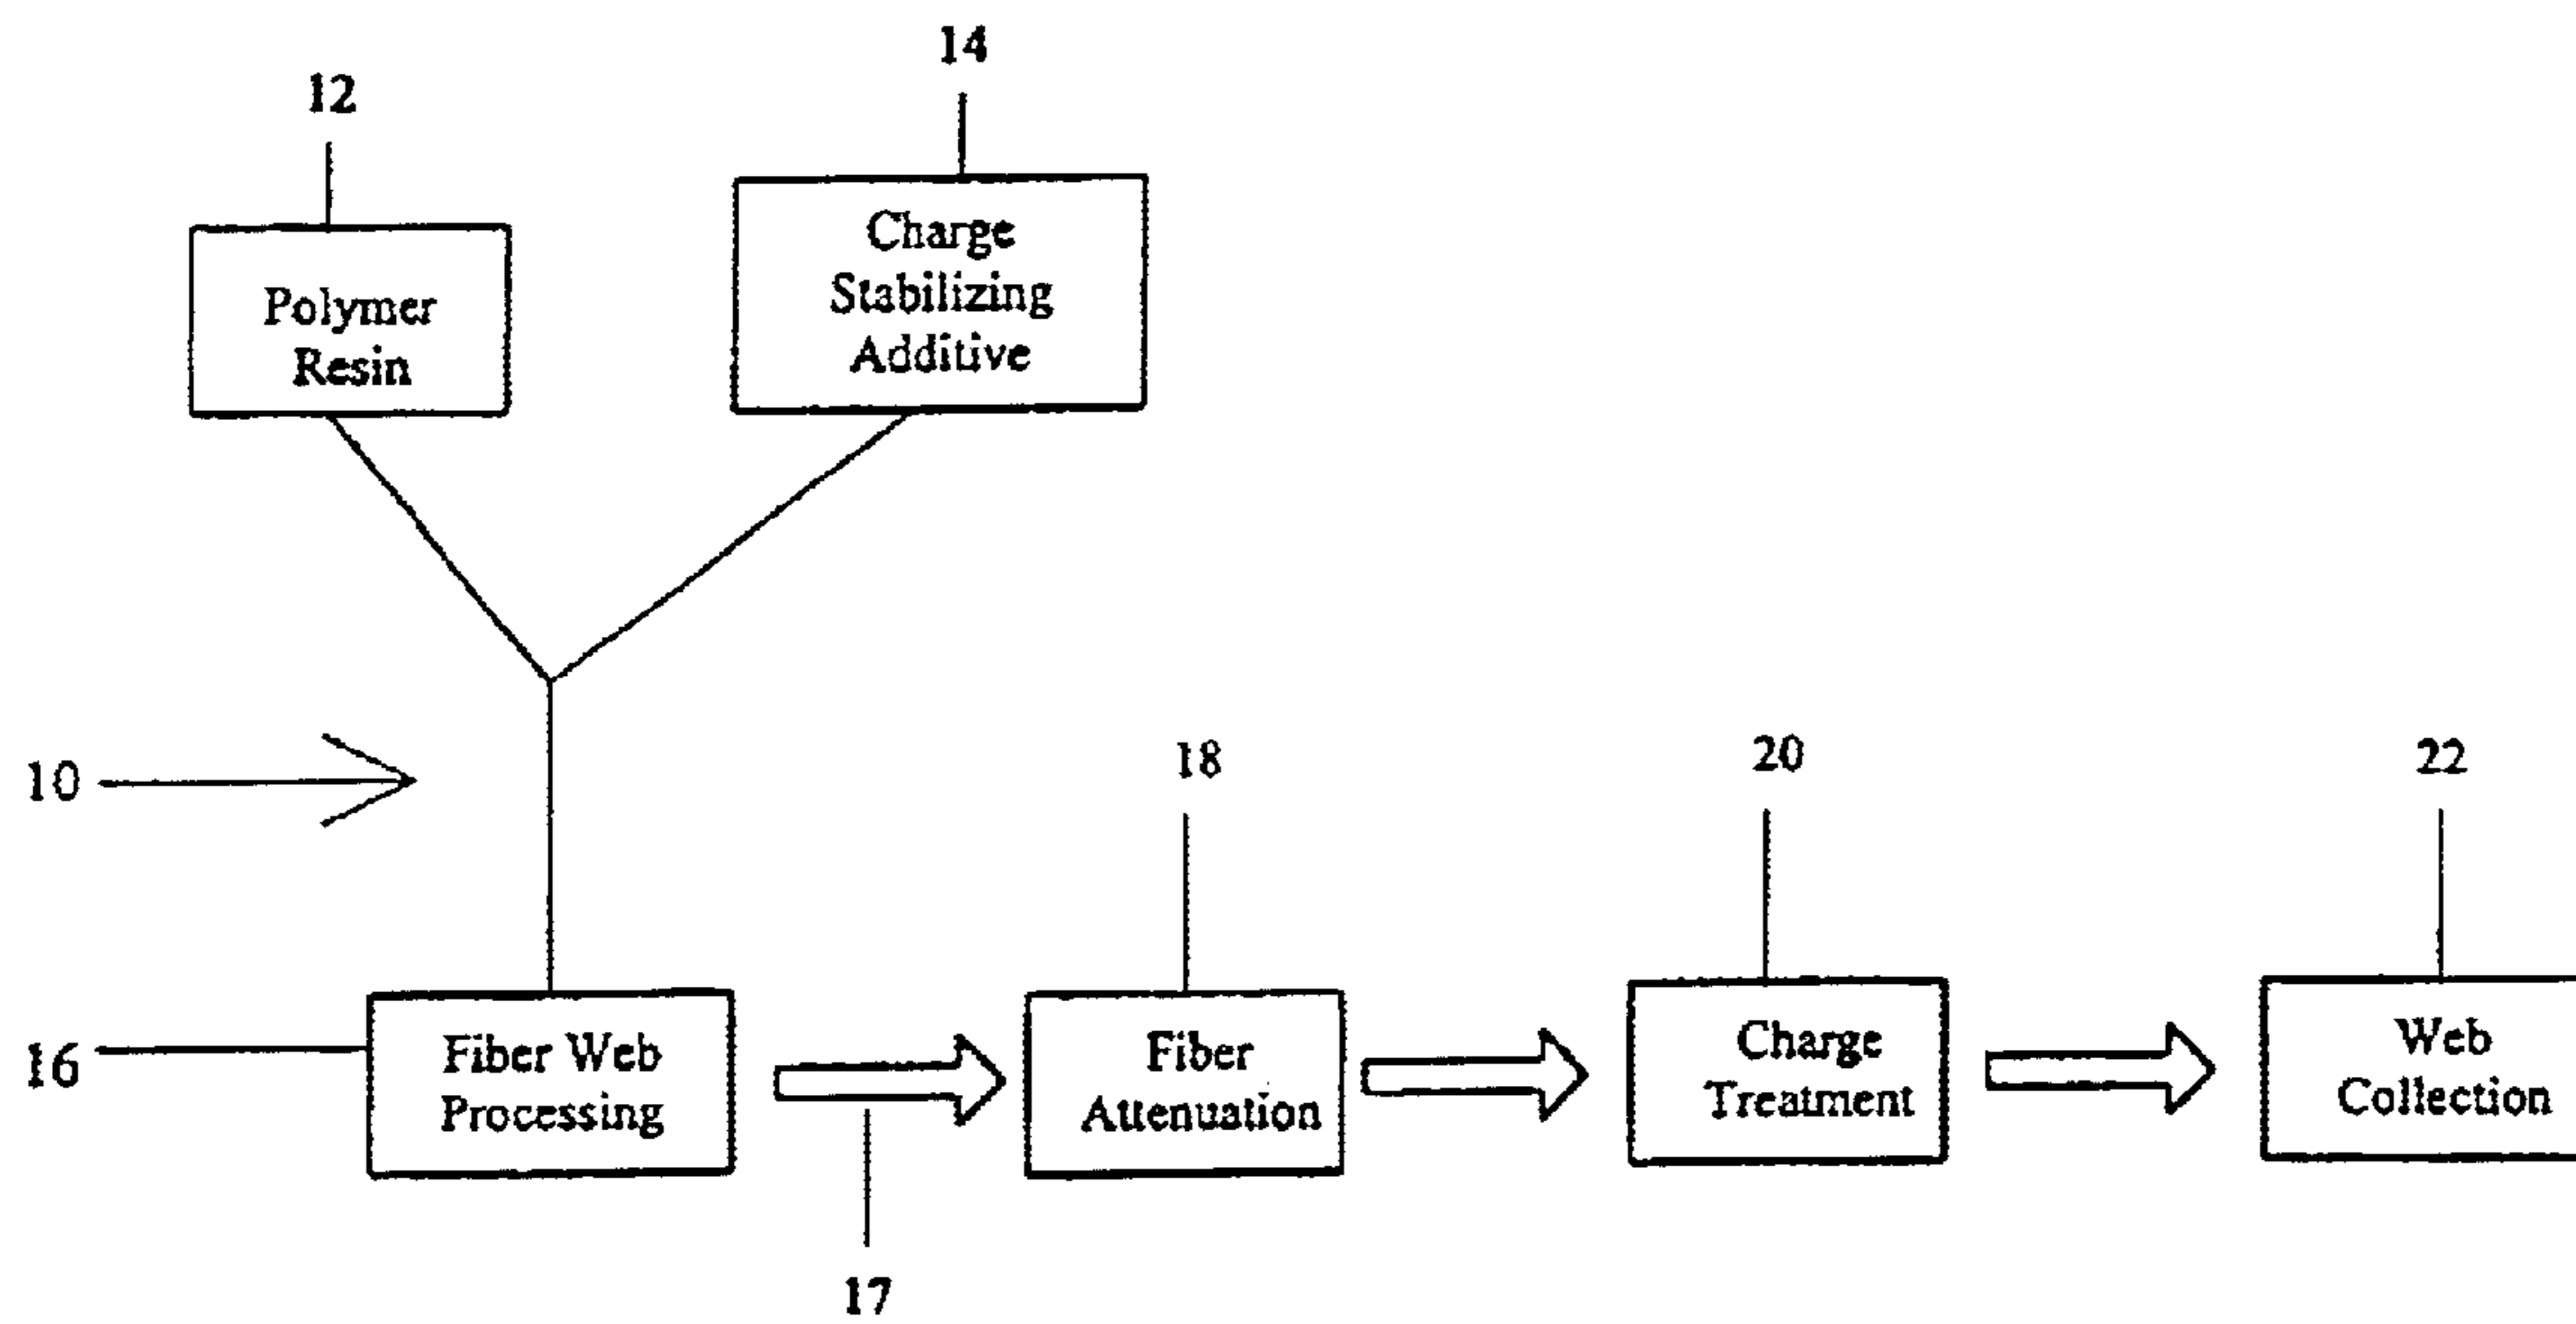 14
12
Charge
Stabilizing
Additive
Polymer
Resin
10
18
20
22
16
Fiber Web
Processing
Fiber
Attenuation
Charge
Treatment
Web
Collection
17